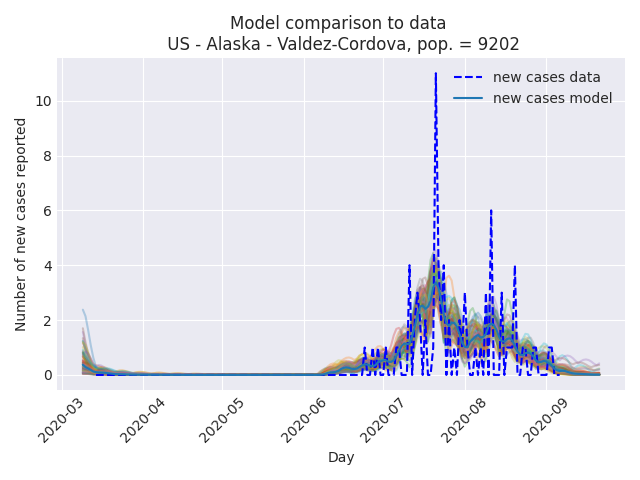 Model comparison to data
US - Alaska - Valdez-Cordova, pop. = 9202
new cases data
new cases model
Number of new cases reported
10
8
6
4
2
0
2020-03
2020-04
2020-05
2020-06
2020-07
2020-08
2020-09
Day